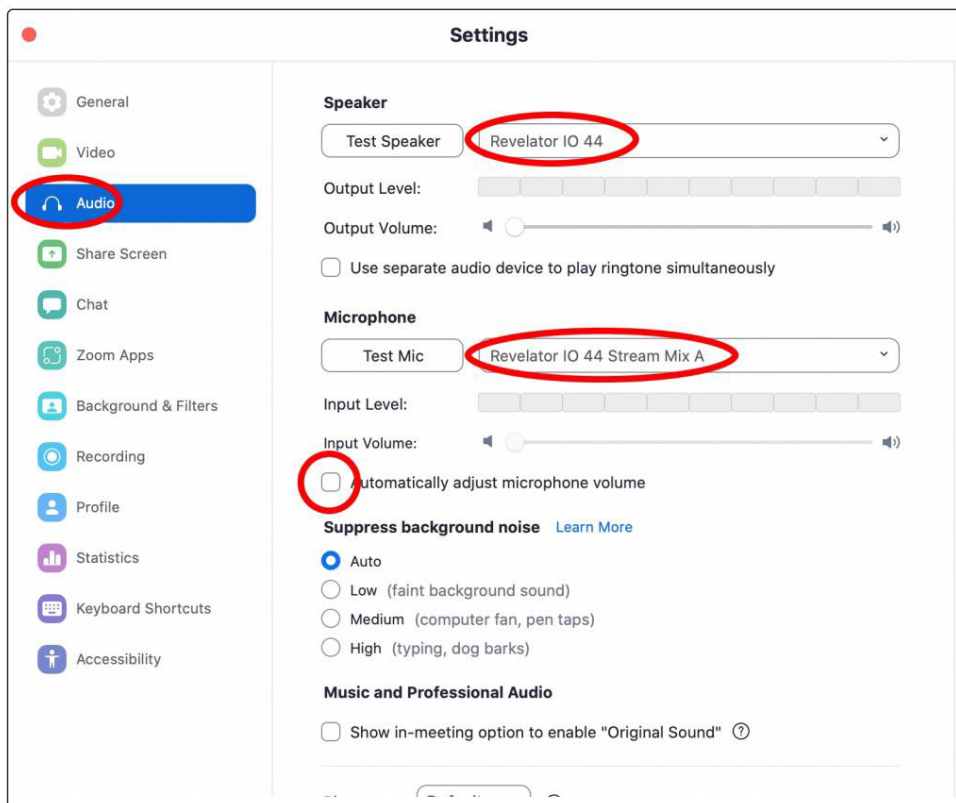 Settings
General
Video
Audio
Share Screen
Chat
Zoom Apps
Background & Filters
Recording
Profile
Statistics
Keyboard Shortcuts
Accessibility
Speaker
Test Speaker
Revelator IO 44
Output Level:
Output Volume:
Use separate audio device to play ringtone simultaneously
Microphone
Test Mic
Revelator IO 44 Stream Mix A
Input Level:
Input Volume:
Automatically adjust microphone volume
Suppress background noise Learn More
Auto
Low (faint background sound)
Medium (computer fan, pen taps)
High (typing, dog barks)
Music and Professional Audio
Show in-meeting option to enable "Original Sound" ?